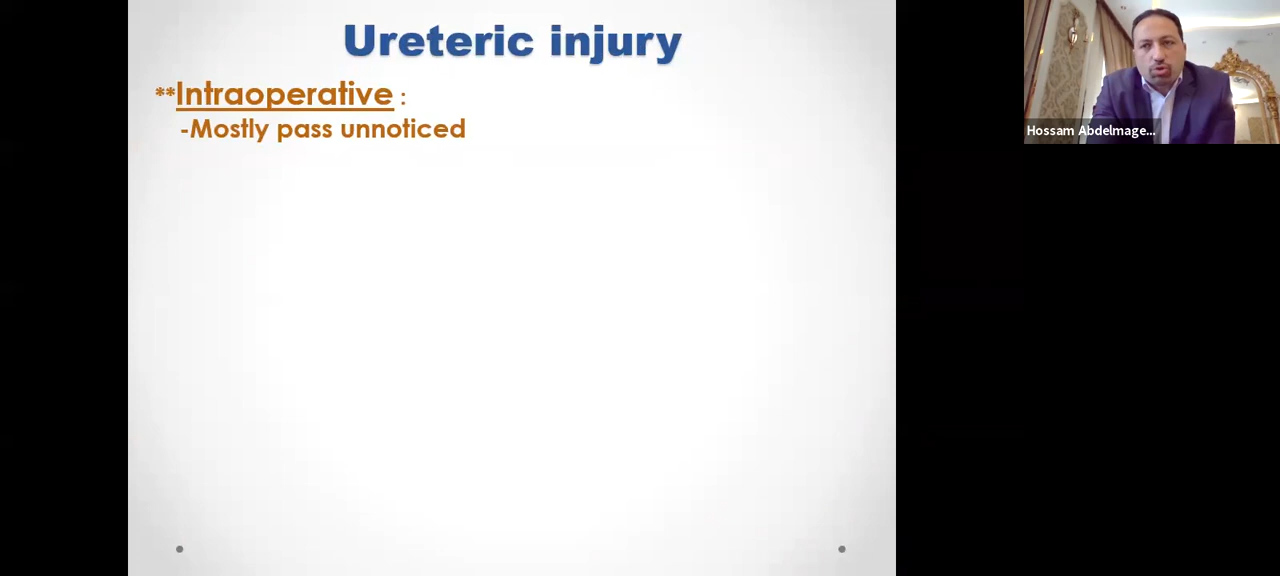 Ureteric injury
**Intraoperative :
-Mostly pass unnoticed
Hossam Abdelmage...